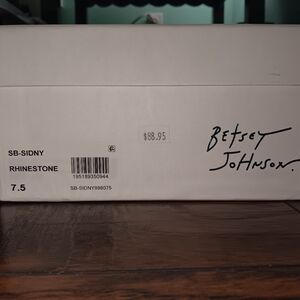 $88.95
BETSEY
JOHNSON.
SB-SIDNY
RHINESTONE
195189350944
7.5
SB-SIDNY998075